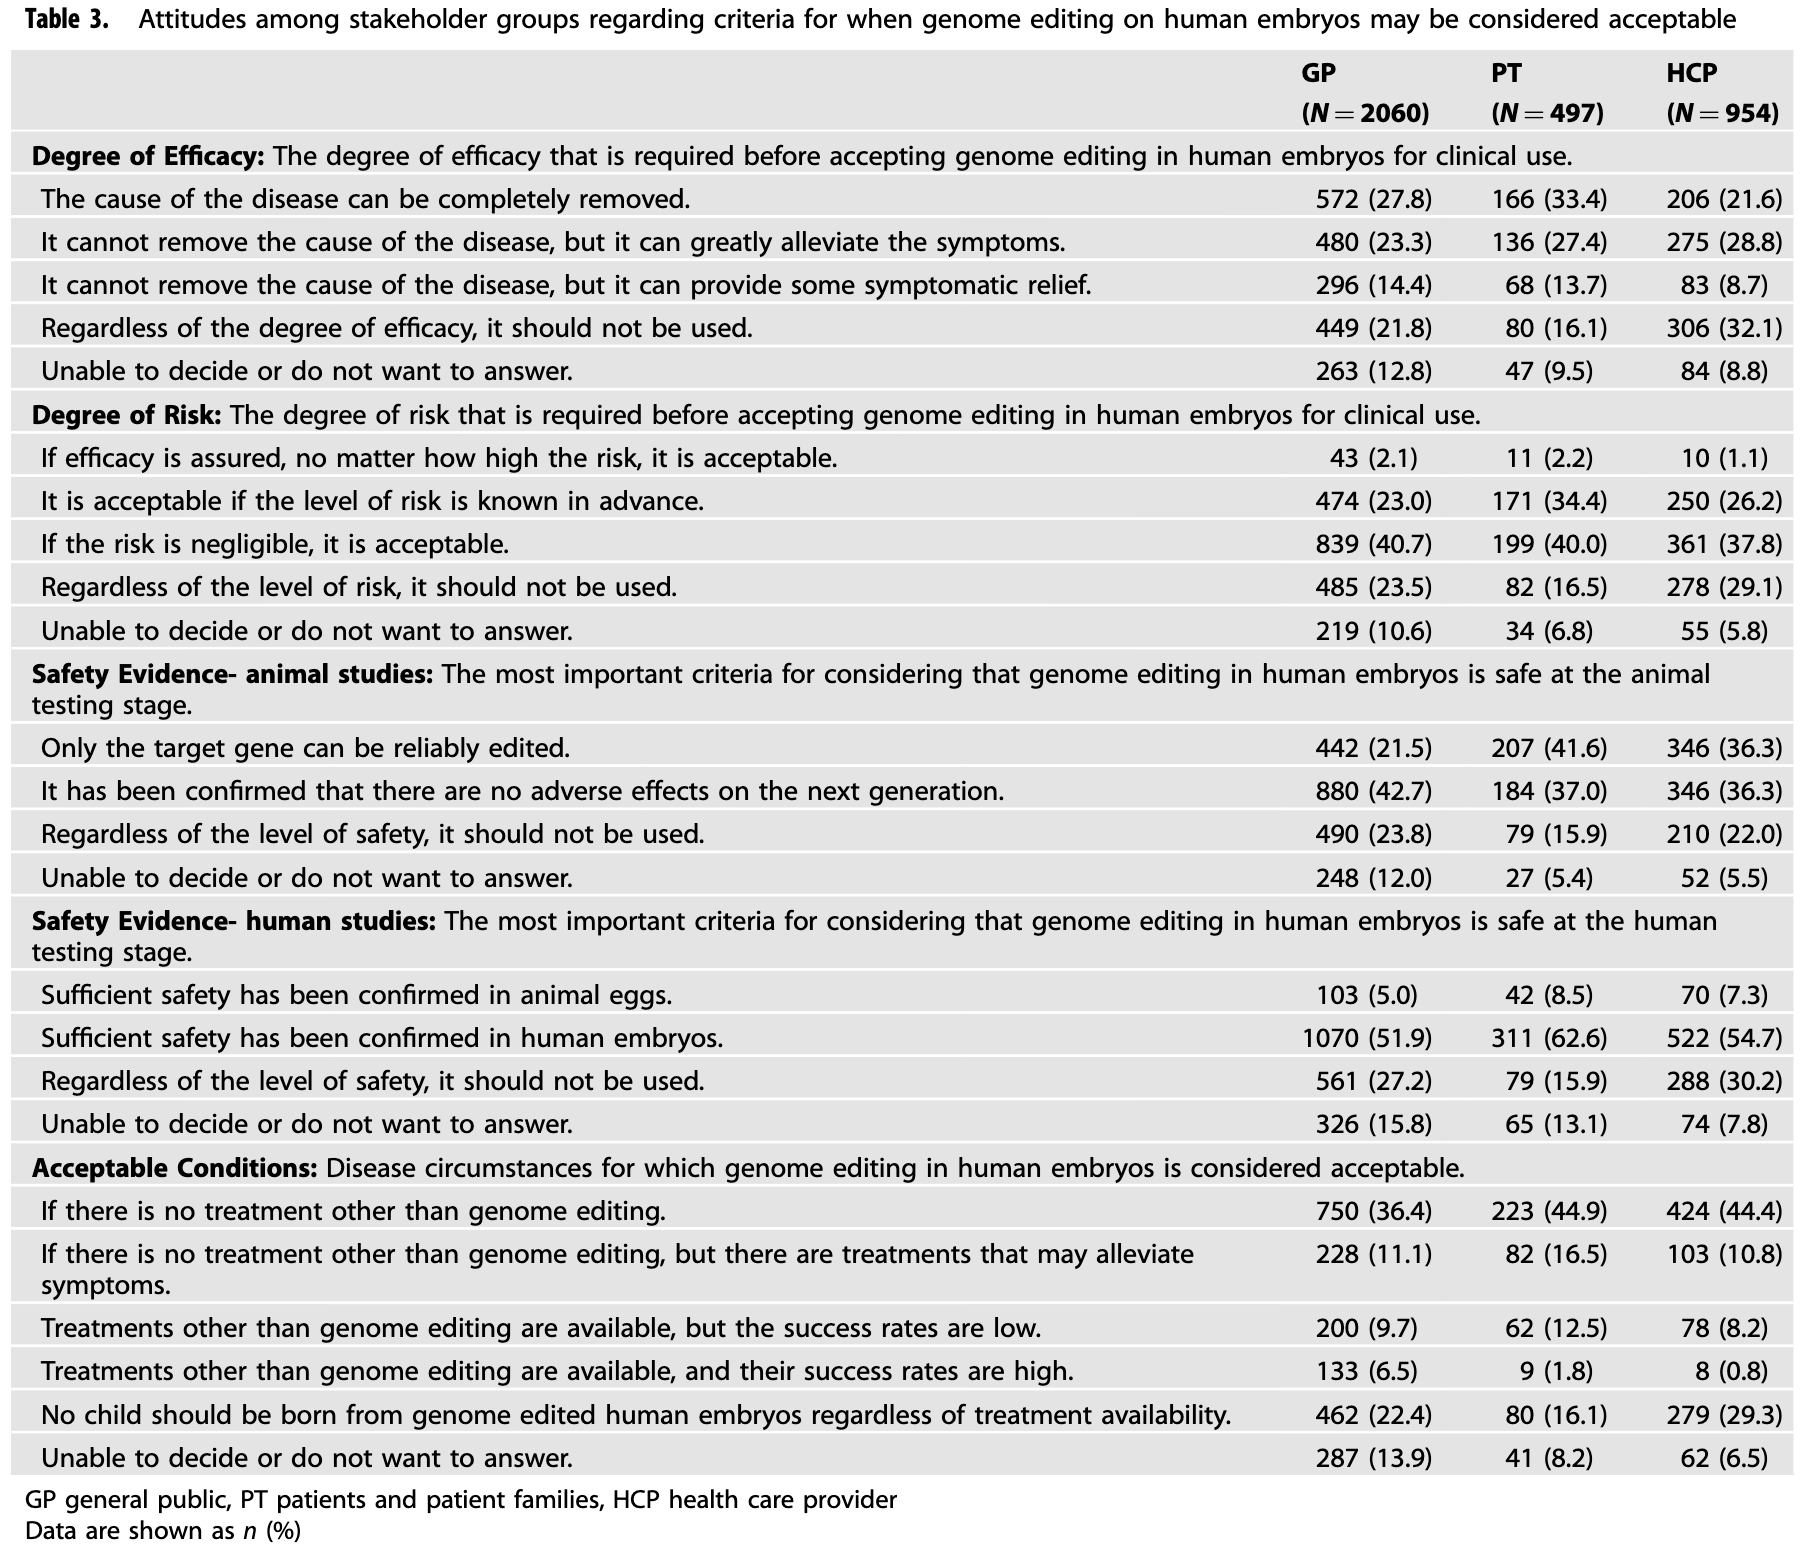 Table 3. Attitudes among stakeholder groups regarding criteria for when genome editing on human embryos may be considered acceptable
GP PT HCP
(N = 2060) (N = 497) (N = 954)
Degree of Efficacy: The degree of efficacy that is required before accepting genome editing in human embryos for clinical use.
The cause of the disease can be completely removed. 572 (27.8) 166 (33.4) 206 (21.6)
It cannot remove the cause of the disease, but it can greatly alleviate the symptoms. 480 (23.3) 136 (27.4) 275 (28.8)
It cannot remove the cause of the disease, but it can provide some symptomatic relief. 296 (14.4) 68 (13.7) 83 (8.7)
Regardless of the degree of efficacy, it should not be used. 449 (21.8) 80 (16.1) 306 (32.1)
Unable to decide or do not want to answer. 263 (12.8) 47 (9.5) 84 (8.8)
Degree of Risk: The degree of risk that is required before accepting genome editing in human embryos for clinical use.
If efficacy is assured, no matter how high the risk, it is acceptable. 43 (2.1) 11 (2.2) 10 (1.1)
It is acceptable if the level of risk is known in advance. 474 (23.0) 171 (34.4) 250 (26.2)
If the risk is negligible, it is acceptable. 839 (40.7) 199 (40.0) 361 (37.8)
Regardless of the level of risk, it should not be used. 485 (23.5) 82 (16.5) 278 (29.1)
Unable to decide or do not want to answer. 219 (10.6) 34 (6.8) 55 (5.8)
Safety Evidence- animal studies: The most important criteria for considering that genome editing in human embryos is safe at the animal
testing stage.
Only the target gene can be reliably edited. 442 (21.5) 207 (41.6) 346 (36.3)
It has been confirmed that there are no adverse effects on the next generation. 880 (42.7) 184 (37.0) 346 (36.3)
Regardless of the level of safety, it should not be used. 490 (23.8) 79 (15.9) 210 (22.0)
Unable to decide or do not want to answer. 248 (12.0) 27 (5.4) 52 (5.5)
Safety Evidence- human studies: The most important criteria for considering that genome editing in human embryos is safe at the human
testing stage.
Sufficient safety has been confirmed in animal eggs. 103 (5.0) 42 (8.5) 70 (7.3)
Sufficient safety has been confirmed in human embryos. 1070 (51.9) 311 (62.6) 522 (54.7)
Regardless of the level of safety, it should not be used. 561 (27.2) 79 (15.9) 288 (30.2)
Unable to decide or do not want to answer. 326 (15.8) 65 (13.1) 74 (7.8)
Acceptable Conditions: Disease circumstances for which genome editing in human embryos is considered acceptable.
If there is no treatment other than genome editing. 750 (36.4) 223 (44.9) 424 (44.4)
If there is no treatment other than genome editing, but there are treatments that may alleviate 228 (11.1) 82 (16.5) 103 (10.8)
symptoms.
Treatments other than genome editing are available, but the success rates are low. 200 (9.7) 62 (12.5) 78 (8.2)
Treatments other than genome editing are available, and their success rates are high. 133 (6.5) 9 (1.8) 8 (0.8)
No child should be born from genome edited human embryos regardless of treatment availability. 462 (22.4) 80 (16.1) 279 (29.3)
Unable to decide or do not want to answer. 287 (13.9) 41 (8.2) 62 (6.5)
GP general public, PT patients and patient families, HCP health care provider
Data are shown as n (%)